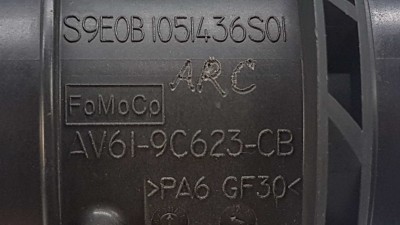 S9E0B 1051436S01
ARC
FoMoCo
AV61-9C623-CB
>PA6 GF30<